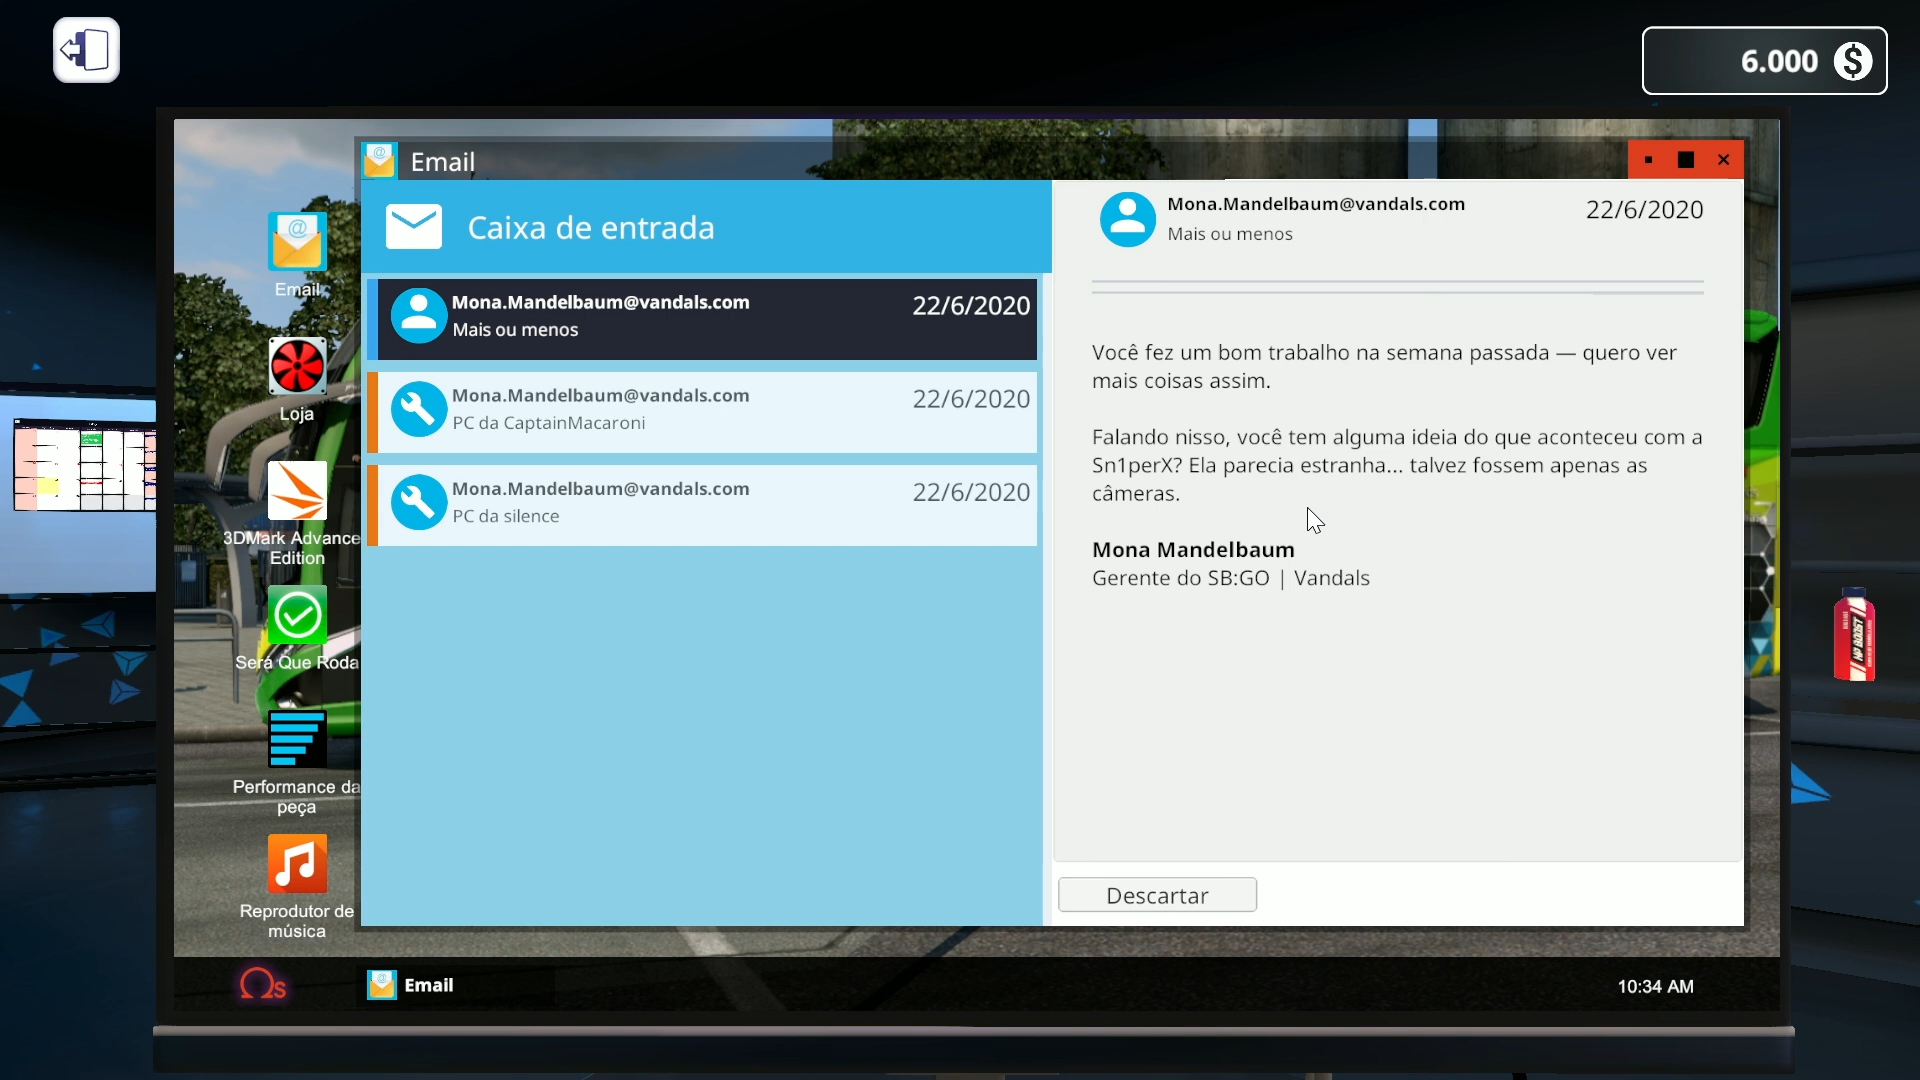 6.000
Email
Caixa de entrada
Mona.Mandelbaum@vandals.com
22/6/2020
Mais ou menos
Mona.Mandelbaum@vandals.com
22/6/2020
PC da CaptainMacaroni
Mona.Mandelbaum@vandals.com
22/6/2020
PC da silence
Mona.Mandelbaum@vandals.com
22/6/2020
Mais ou menos
Você fez um bom trabalho na semana passada — quero ver
mais coisas assim.
Falando nisso, você tem alguma ideia do que aconteceu com a
Sn1perX? Ela parecia estranha... talvez fossem apenas as
câmeras.
Mona Mandelbaum
Gerente do SB:GO | Vandals
Descartar
Email
Loja
3DMark Advance
Edition
Será Que Roda
Performance da
peça
Reprodutor de
música
Ωs
Email
10:34 AM
HP BOOST